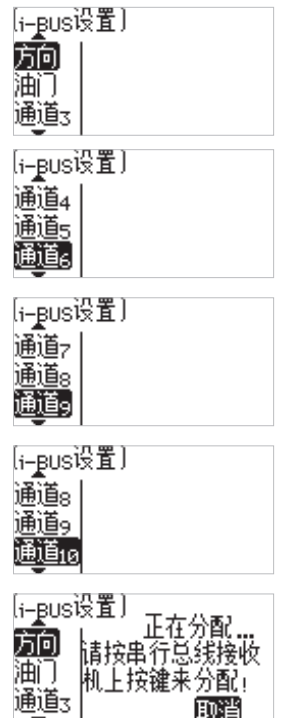 [i-BUS设置]
方向
油门
通道3
[i-BUS设置]
通道4
通道5
通道6
[i-BUS设置]
通道7
通道8
通道9
[i-BUS设置]
通道8
通道9
通道10
[i-BUS设置]
方向
油门
通道3
正在分配...
请按串行总线接收
机上按键来分配!
取消